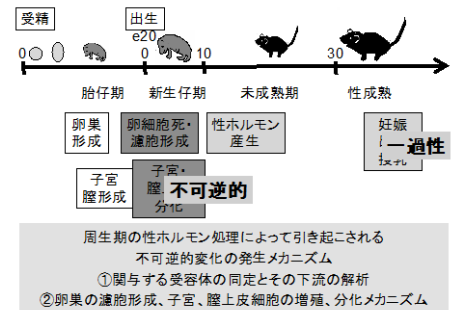 受精
出生
e20
0
0
10
30
胎仔期
新生仔期
未成熟期
性成熟
卵巣
形成
卵細胞死・
濾胞形成
性ホルモン
産生
妊娠
一過性
授乳
子宮
膣形成
子宮・
膣
分化
不可逆的
周生期の性ホルモン処理によって引き起こされる
不可逆的変化の発生メカニズム
①関与する受容体の同定とその下流の解析
②卵巣の濾胞形成、子宮、膣上皮細胞の増殖、分化メカニズム